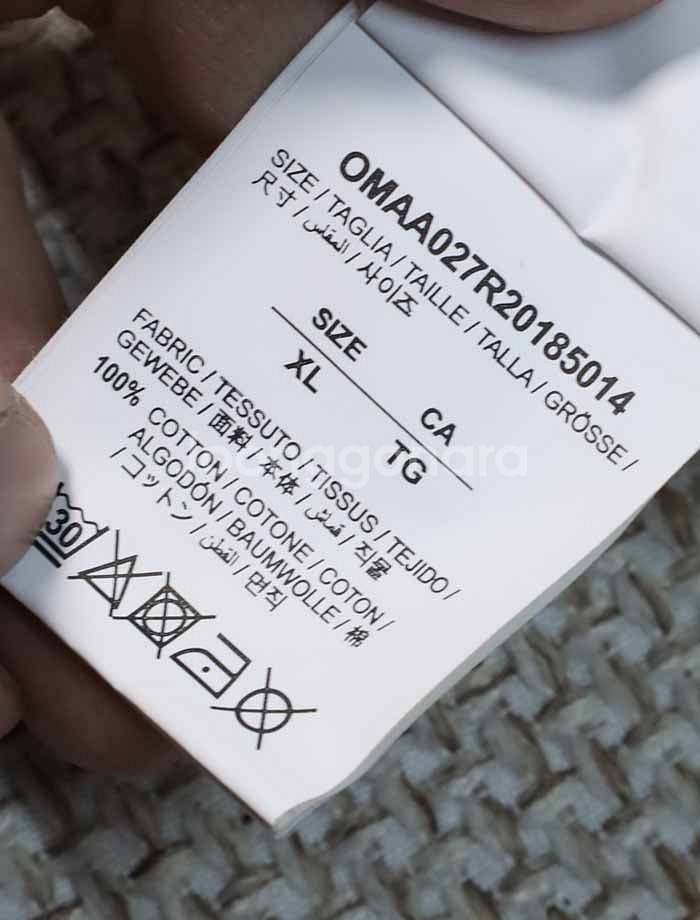 OMAA027R20185014
SIZE / TAGLIA / TAILLE / TALLA / GRÖSSE /
尺寸 / المقاس / 사이즈
SIZE CA
XL TG
FABRIC / TESSUTO / TISSUS / TEJIDO /
GEWEBE / 面料 / 本体 / قماش / 직물
100% COTTON / COTONE / COTON /
ALGODÓN / BAUMWOLLE / 棉
/ コットン / القطن / 면직
30